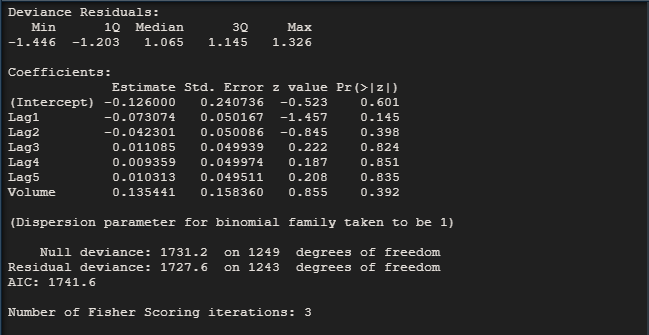 Deviance Residuals:
   Min      1Q  Median      3Q     Max
-1.446  -1.203   1.065   1.145   1.326

Coefficients:
             Estimate Std. Error z value Pr(>|z|)
(Intercept) -0.126000   0.240736  -0.523    0.601
Lag1        -0.073074   0.050167  -1.457    0.145
Lag2        -0.042301   0.050086  -0.845    0.398
Lag3         0.011085   0.049939   0.222    0.824
Lag4         0.009359   0.049974   0.187    0.851
Lag5         0.010313   0.049511   0.208    0.835
Volume       0.135441   0.158360   0.855    0.392

(Dispersion parameter for binomial family taken to be 1)

    Null deviance: 1731.2  on 1249  degrees of freedom
Residual deviance: 1727.6  on 1243  degrees of freedom
AIC: 1741.6

Number of Fisher Scoring iterations: 3